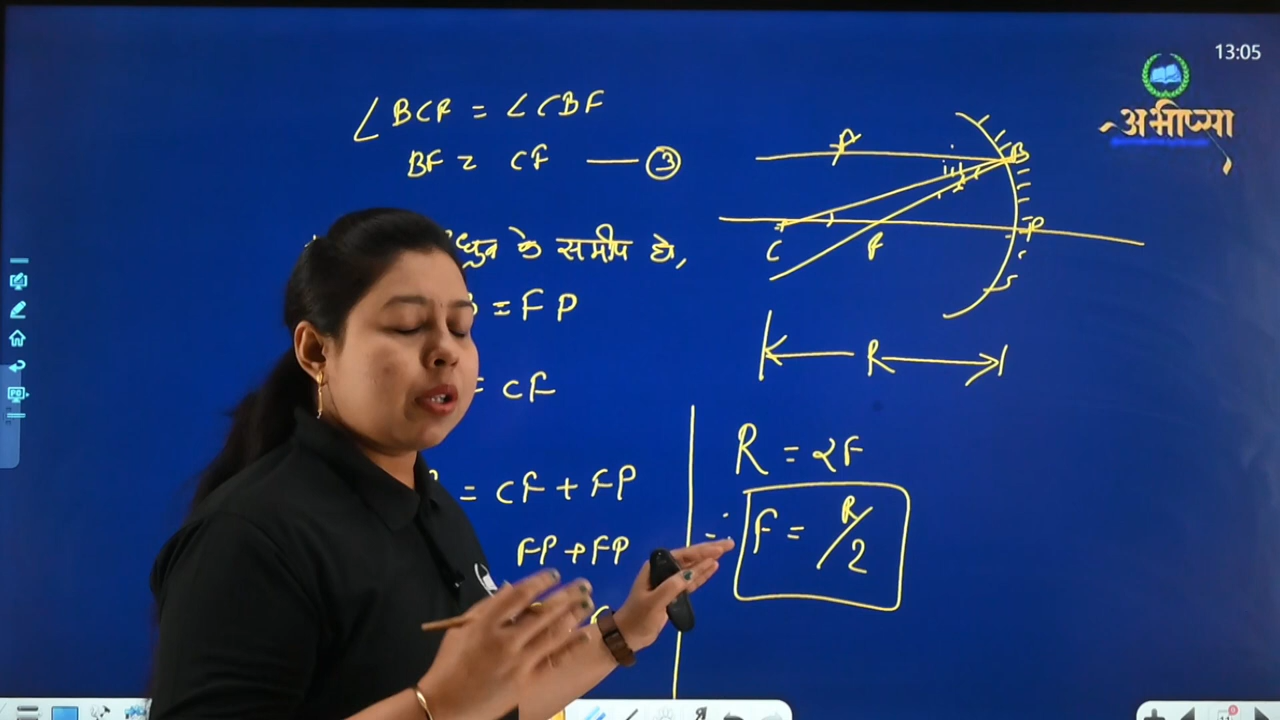 13:05
अभीप्सा
∠BCF = ∠CBF
BF = CF —— ③
ध्रुव के समीप हो,
= FP
= CF
= CF + FP
FP + FP
A
B
i
C
F
P
R
R = 2F
F = R/2